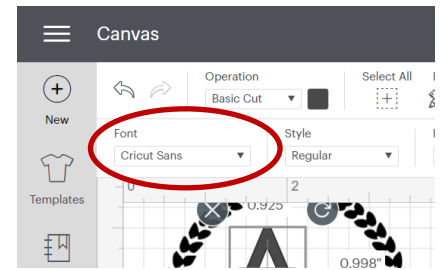 Canvas
Operation
Select All
Basic Cut
New
Font
Style
Cricut Sans
Regular
0
2
Templates
0.925
A
0.998"